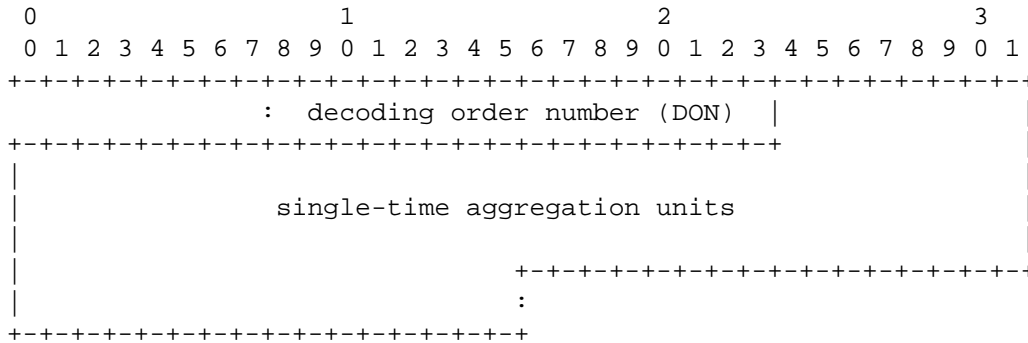 0                   1                   2                   3
 0 1 2 3 4 5 6 7 8 9 0 1 2 3 4 5 6 7 8 9 0 1 2 3 4 5 6 7 8 9 0 1
+-+-+-+-+-+-+-+-+-+-+-+-+-+-+-+-+-+-+-+-+-+-+-+-+-+-+-+-+-+-+-+-+
                :  decoding order number (DON)  |               |
+-+-+-+-+-+-+-+-+-+-+-+-+-+-+-+-+-+-+-+-+-+-+-+-+               |
|                                                               |
|                single-time aggregation units                  |
|                                                               |
|                               +-+-+-+-+-+-+-+-+-+-+-+-+-+-+-+-+
|                               :
+-+-+-+-+-+-+-+-+-+-+-+-+-+-+-+-+